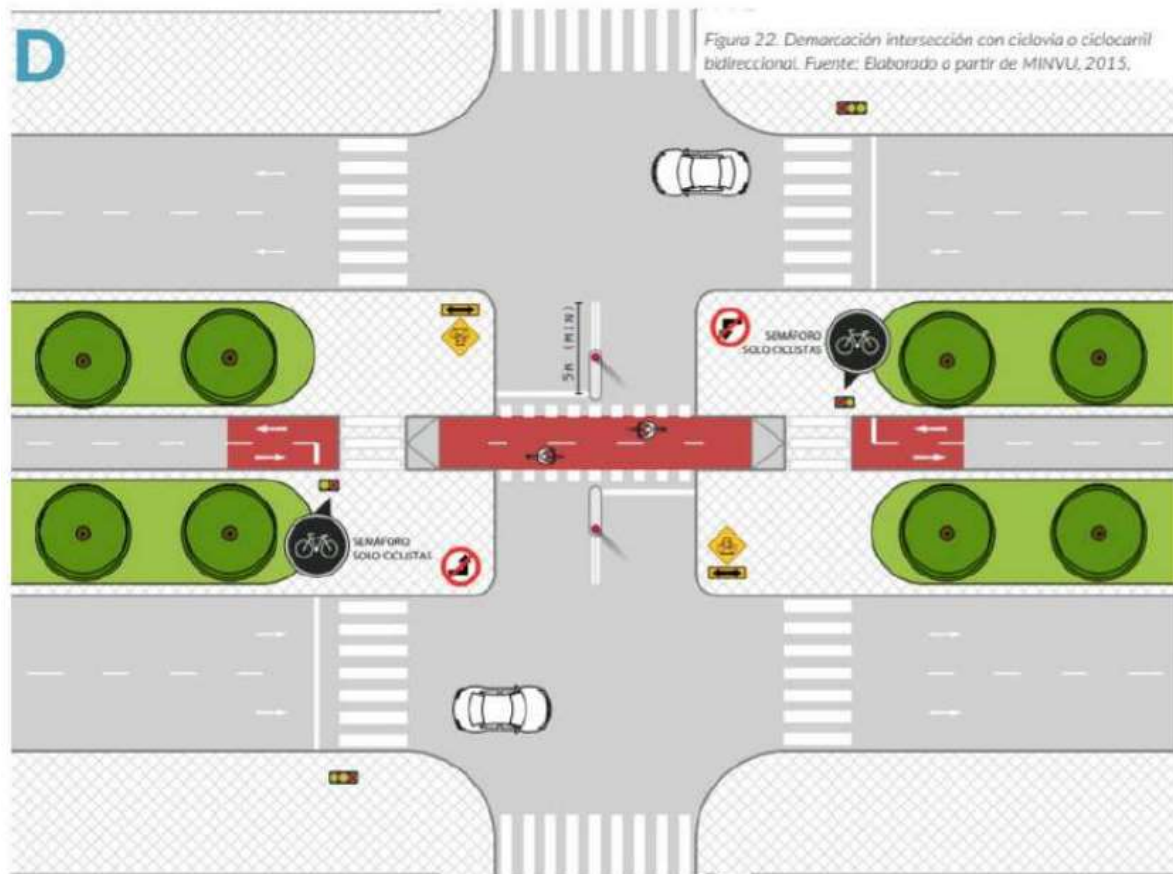 D
Figura 22. Demarcación intersección con ciclovía o ciclocarril
bidireccional. Fuente: Elaborado a partir de MINVU, 2015,
5M (MIN)
SEMÁFORO
SOLO CICLISTAS
SEMÁFORO
SOLO CICLISTAS